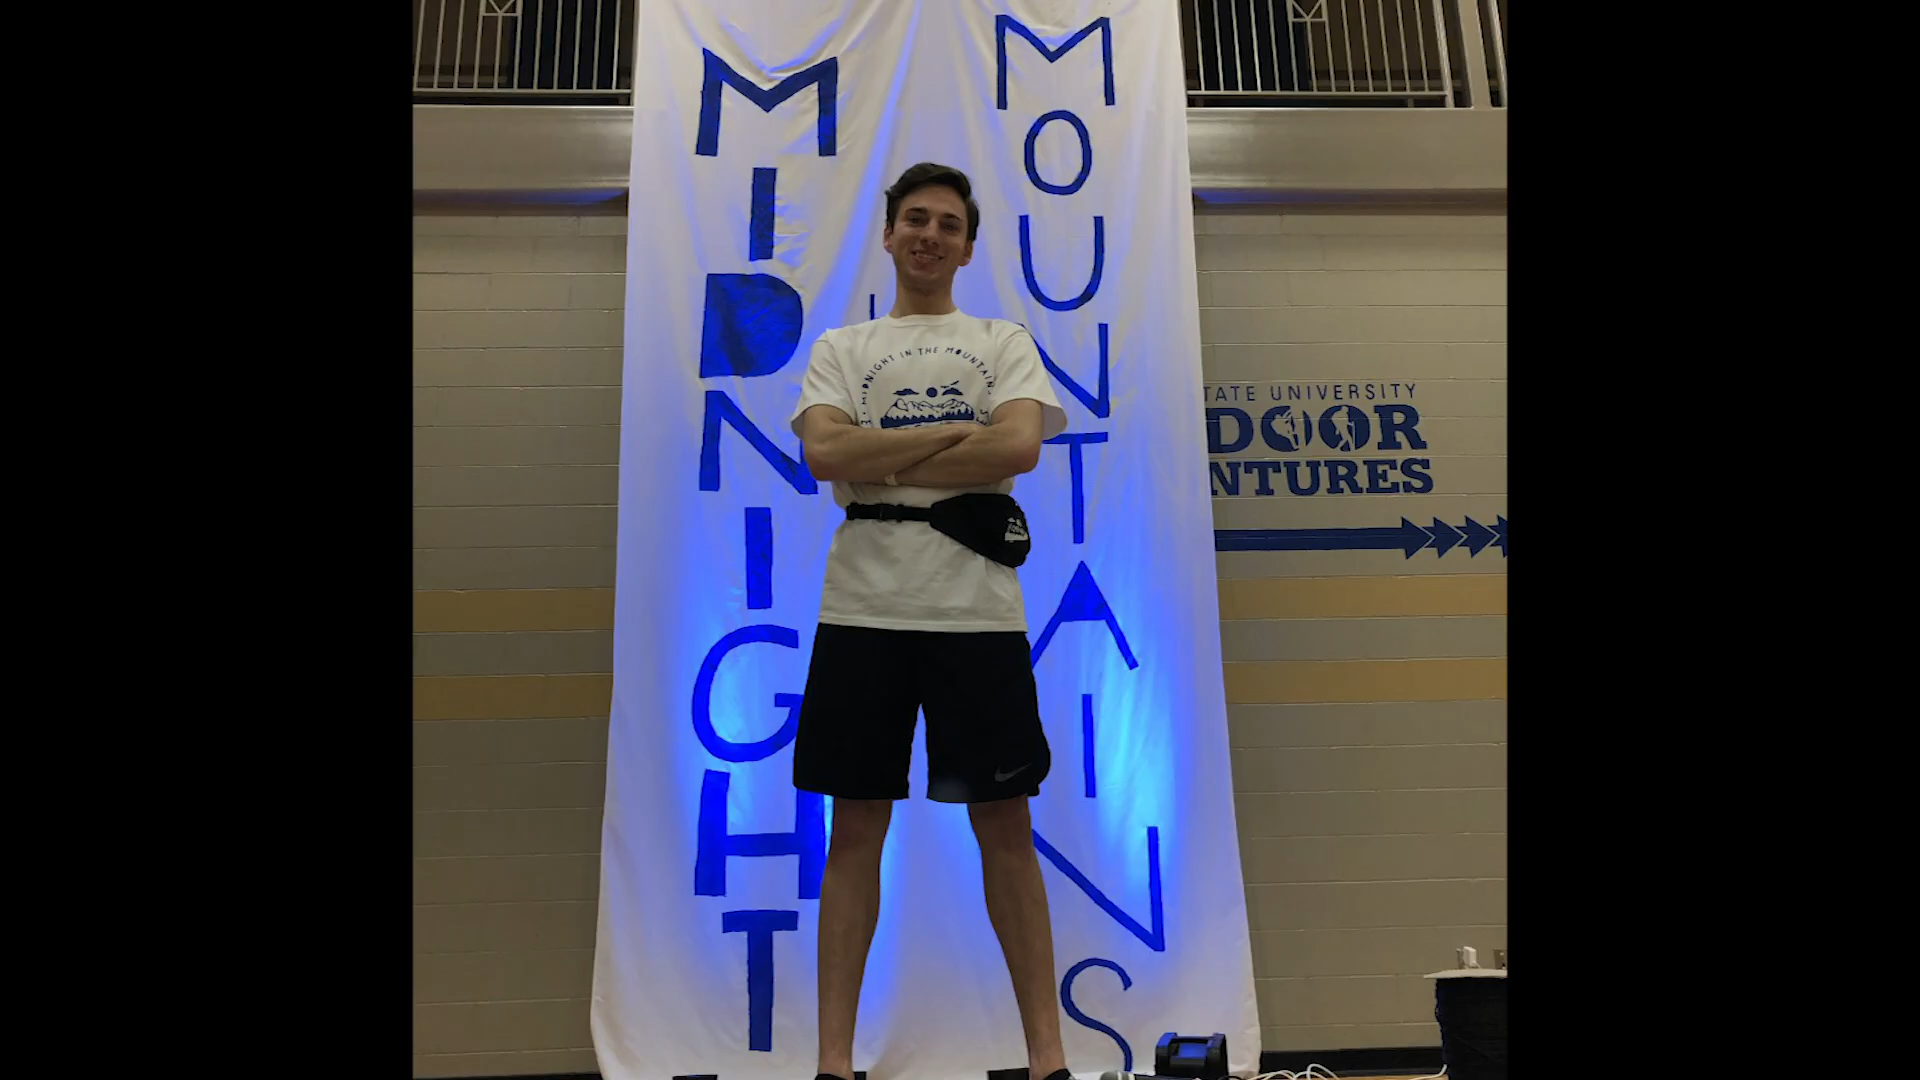 MIDNIGHT
MOUNTAINS
MIDNIGHT IN THE MOUNTAINS
TATE UNIVERSITY
DOOR
NTURES